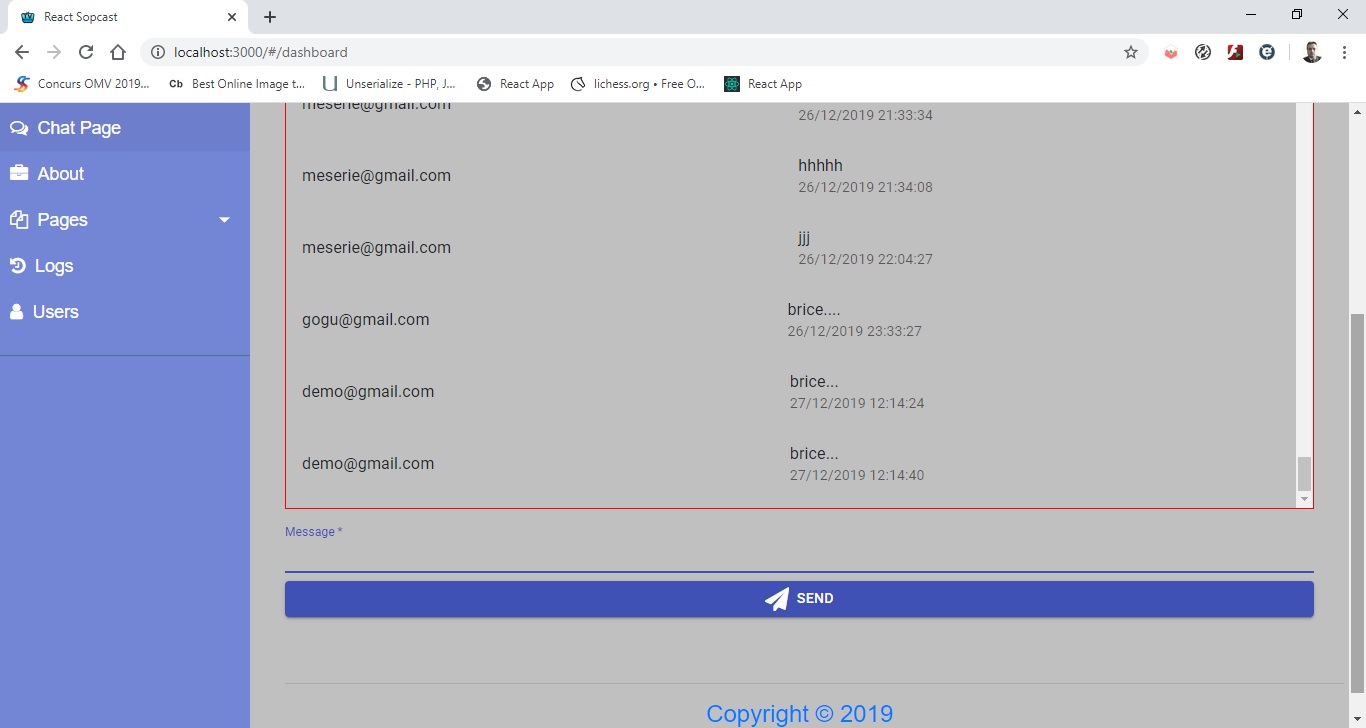 React Sopcast
localhost:3000/#/dashboard
Concurs OMV 2019...
Cb Best Online Image t...
Unserialize - PHP, J...
React App
lichess.org • Free O...
React App
Chat Page
About
Pages
Logs
Users
meserie@gmail.com
26/12/2019 21:33:34
hhhhh
meserie@gmail.com
26/12/2019 21:34:08
jjj
meserie@gmail.com
26/12/2019 22:04:27
brice....
gogu@gmail.com
26/12/2019 23:33:27
brice...
demo@gmail.com
27/12/2019 12:14:24
brice...
demo@gmail.com
27/12/2019 12:14:40
Message *
SEND
Copyright © 2019